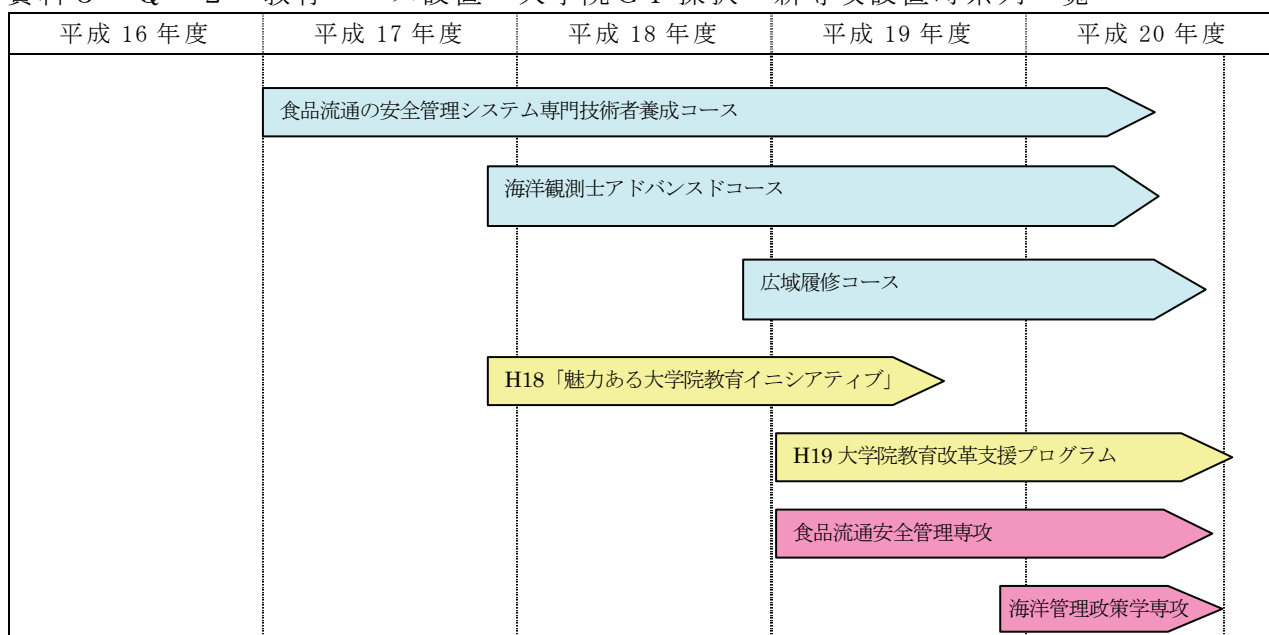 平成 16 年度 平成 17 年度 平成 18 年度 平成 19 年度 平成 20 年度
食品流通の安全管理システム専門技術者養成コース
海洋観測士アドバンスドコース
広域履修コース
H18「魅力ある大学院教育イニシアティブ」
H19 大学院教育改革支援プログラム
食品流通安全管理専攻
海洋管理政策学専攻